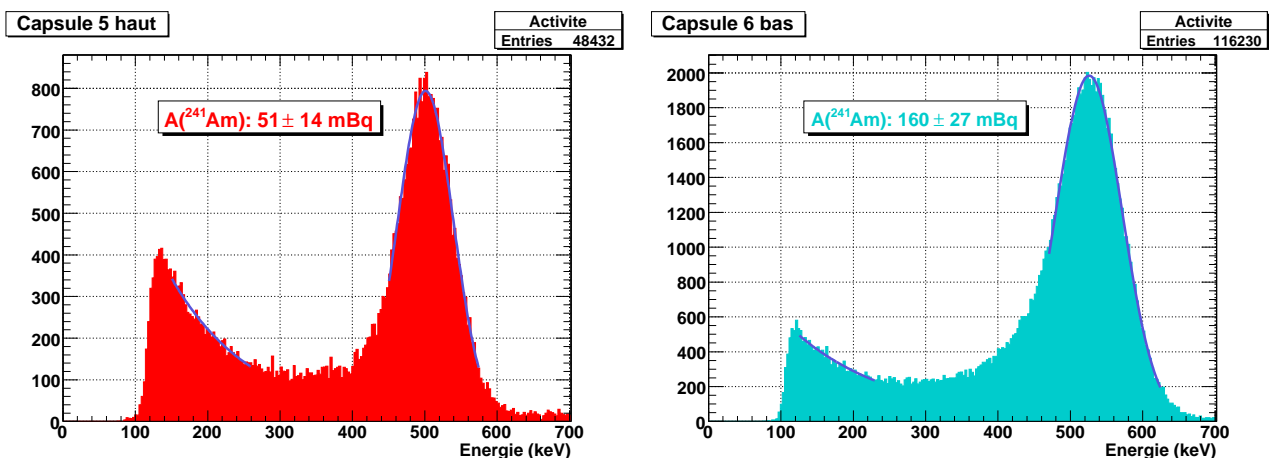 Capsule 5 haut
Activite
Entries 48432
A(²⁴¹Am): 51 ± 14 mBq
800
700
600
500
400
300
200
100
0
0 100 200 300 400 500 600 700
Energie (keV)
Capsule 6 bas
Activite
Entries 116230
A(²⁴¹Am): 160 ± 27 mBq
2000
1800
1600
1400
1200
1000
800
600
400
200
0
0 100 200 300 400 500 600 700
Energie (keV)